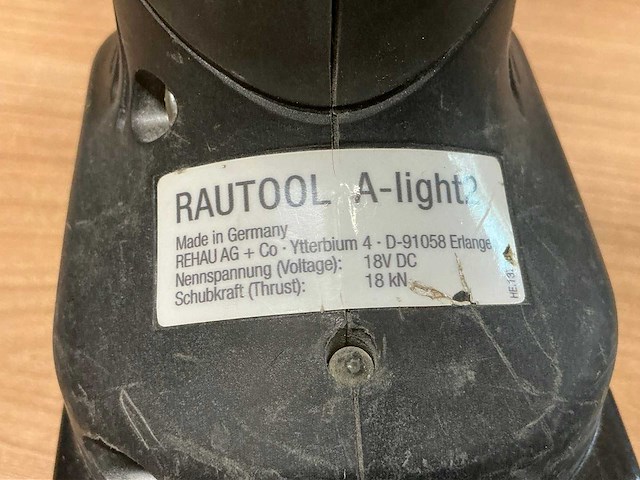 RAUTOOL A-light2
Made in Germany
REHAU AG + Co · Ytterbium 4 · D-91058 Erlange
Nennspannung (Voltage): 18V DC
Schubkraft (Thrust): 18 kN